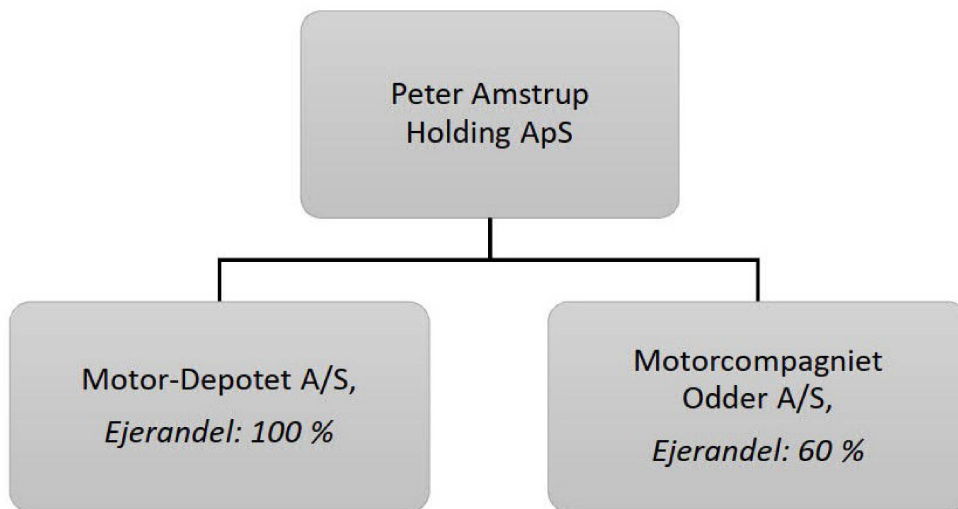 Peter Amstrup
Holding ApS
Motor-Depotet A/S,
Ejerandel: 100 %
Motorcompagniet
Odder A/S,
Ejerandel: 60 %